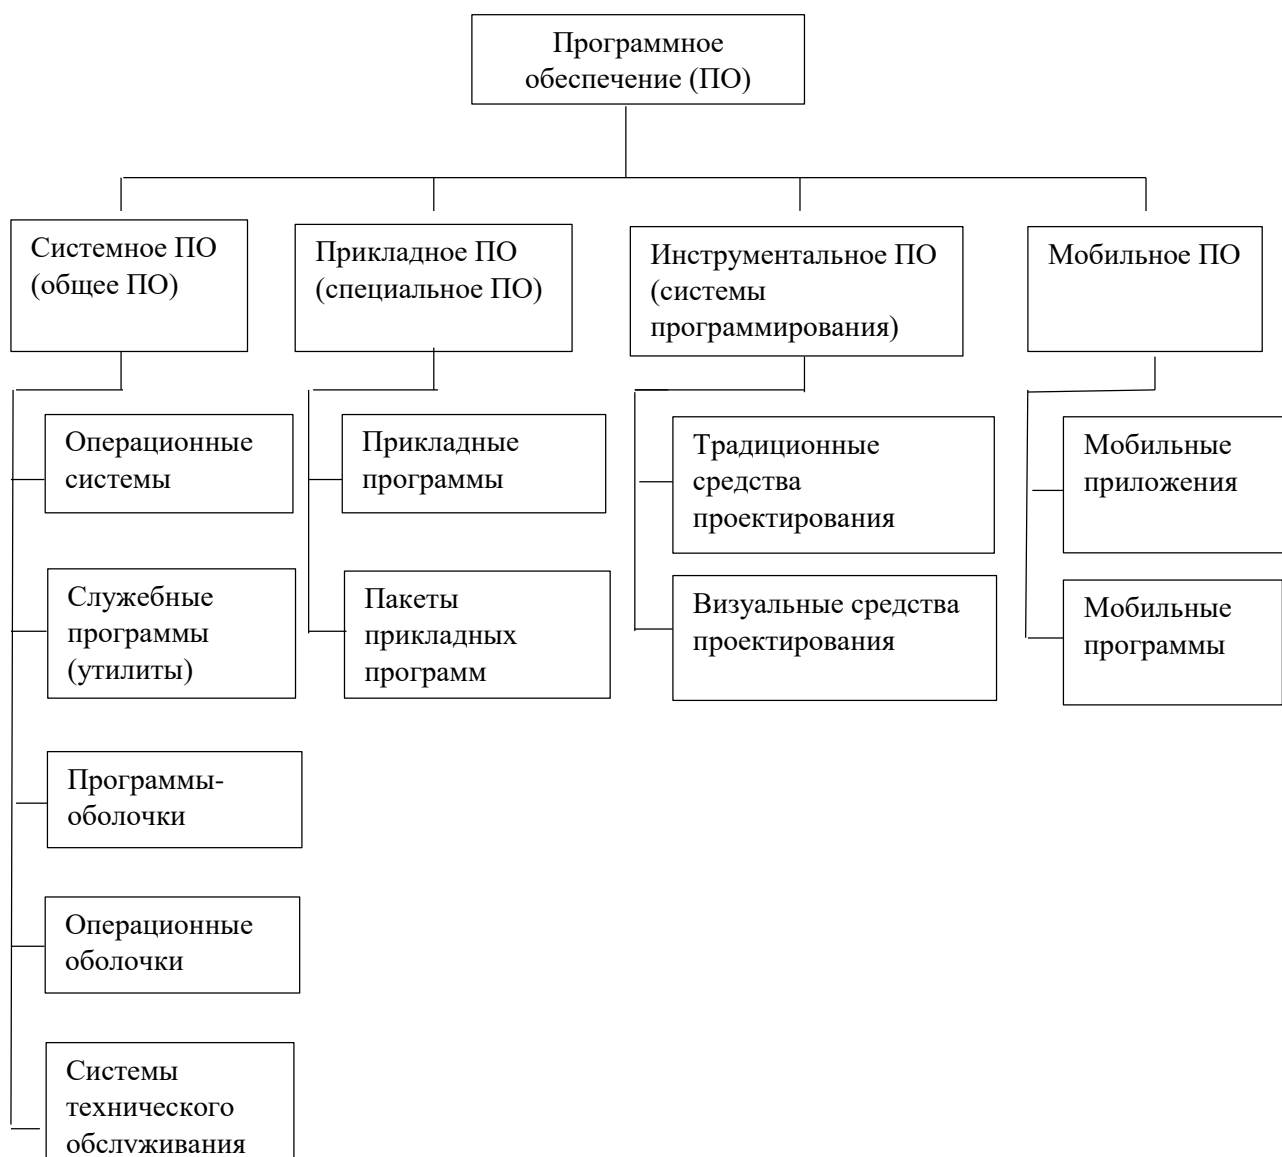 Программное
обеспечение (ПО)
Системное ПО
(общее ПО)
Прикладное ПО
(специальное ПО)
Инструментальное ПО
(системы
программирования)
Мобильное ПО
Операционные
системы
Служебные
программы
(утилиты)
Программы-
оболочки
Операционные
оболочки
Системы
технического
обслуживания
Прикладные
программы
Пакеты
прикладных
программ
Традиционные
средства
проектирования
Визуальные средства
проектирования
Мобильные
приложения
Мобильные
программы